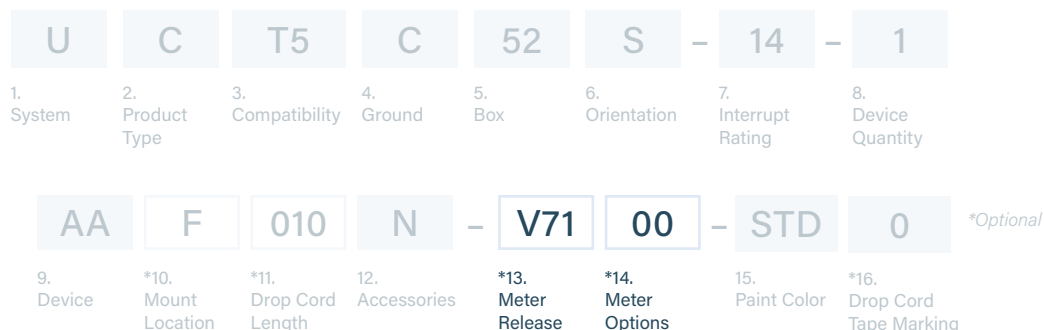 U C T5 C 52 S – 14 – 1
1. 2. 3. 4. 5. 6. 7. 8.
System Product Compatibility Ground Box Orientation Interrupt Device
Type Rating Quantity
AA F 010 N – V71 00 – STD 0 *Optional
9. *10. *11. 12. *13. *14. 15. *16.
Device Mount Drop Cord Accessories Meter Meter Paint Color Drop Cord
Location Length Release Options Tape Marking